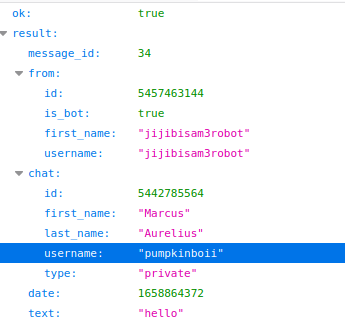 ok: true
result:
message_id: 34
from:
id: 5457463144
is_bot: true
first_name: "jijibisam3robot"
username: "jijibisam3robot"
chat:
id: 5442785564
first_name: "Marcus"
last_name: "Aurelius"
username: "pumpkinboii"
type: "private"
date: 1658864372
text: "hello"